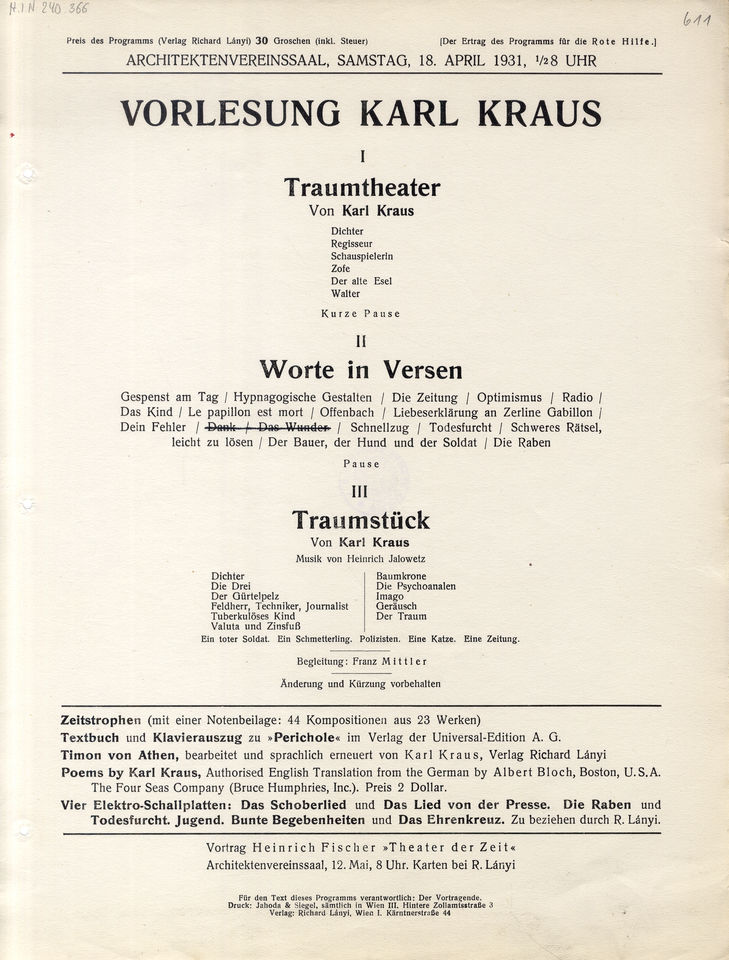 H.I.N 240.366
611
Preis des Programms (Verlag Richard Lányi) 30 Groschen (inkl. Steuer) [Der Ertrag des Programms für die Rote Hilfe.]
ARCHITEKTENVEREINSSAAL, SAMSTAG, 18. APRIL 1931, 1/28 UHR
VORLESUNG KARL KRAUS
I
Traumtheater
Von Karl Kraus
Dichter
Regisseur
Schauspielerin
Zofe
Der alte Esel
Walter
Kurze Pause
II
Worte in Versen
Gespenst am Tag / Hypnagogische Gestalten / Die Zeitung / Optimismus / Radio /
Das Kind / Le papillon est mort / Offenbach / Liebeserklärung an Zerline Gabillon /
Dein Fehler / Dank / Das Wunder / Schnellzug / Todesfurcht / Schweres Rätsel,
leicht zu lösen / Der Bauer, der Hund und der Soldat / Die Raben
Pause
III
Traumstück
Von Karl Kraus
Musik von Heinrich Jalowetz
Dichter
Die Drei
Der Gürtelpelz
Feldherr, Techniker, Journalist
Tuberkulöses Kind
Valuta und Zinsfuß
Baumkrone
Die Psychoanalen
Imago
Geräusch
Der Traum
Ein toter Soldat. Ein Schmetterling. Polizisten. Eine Katze. Eine Zeitung.
Begleitung: Franz Mittler
Änderung und Kürzung vorbehalten
Zeitstrophen (mit einer Notenbeilage: 44 Kompositionen aus 23 Werken)
Textbuch und Klavierauszug zu »Perichole« im Verlag der Universal-Edition A. G.
Timon von Athen, bearbeitet und sprachlich erneuert von Karl Kraus, Verlag Richard Lányi
Poems by Karl Kraus, Authorised English Translation from the German by Albert Bloch, Boston, U.S.A.
The Four Seas Company (Bruce Humphries, Inc.). Preis 2 Dollar.
Vier Elektro-Schallplatten: Das Schoberlied und Das Lied von der Presse. Die Raben und
Todesfurcht. Jugend. Bunte Begebenheiten und Das Ehrenkreuz. Zu beziehen durch R. Lányi.
Vortrag Heinrich Fischer »Theater der Zeit«
Architektenvereinssaal, 12. Mai, 8 Uhr. Karten bei R. Lányi
Für den Text dieses Programms verantwortlich: Der Vortragende.
Druck: Jahoda & Siegel, sämtlich in Wien III. Hintere Zollamtsstraße 3
Verlag: Richard Lányi, Wien I. Kärntnerstraße 44